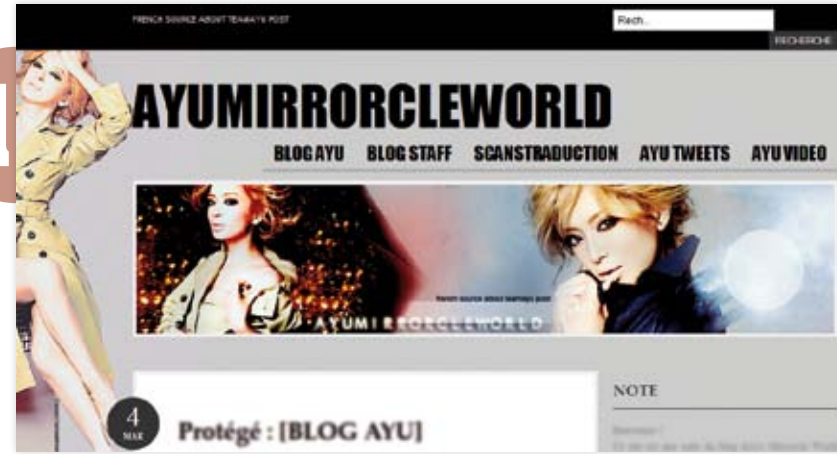 FRENCH SOURCE ABOUT TEAMAYU POST
Rech..
RECHERCHE
AYUMIRRORCLEWORLD
BLOG AYU BLOG STAFF SCANSTRADUCTION AYU TWEETS AYU VIDEO
french source about teamayu post
AYUMIRRORCLEWORLD
NOTE
4
MAR
Protégé : [BLOG AYU]